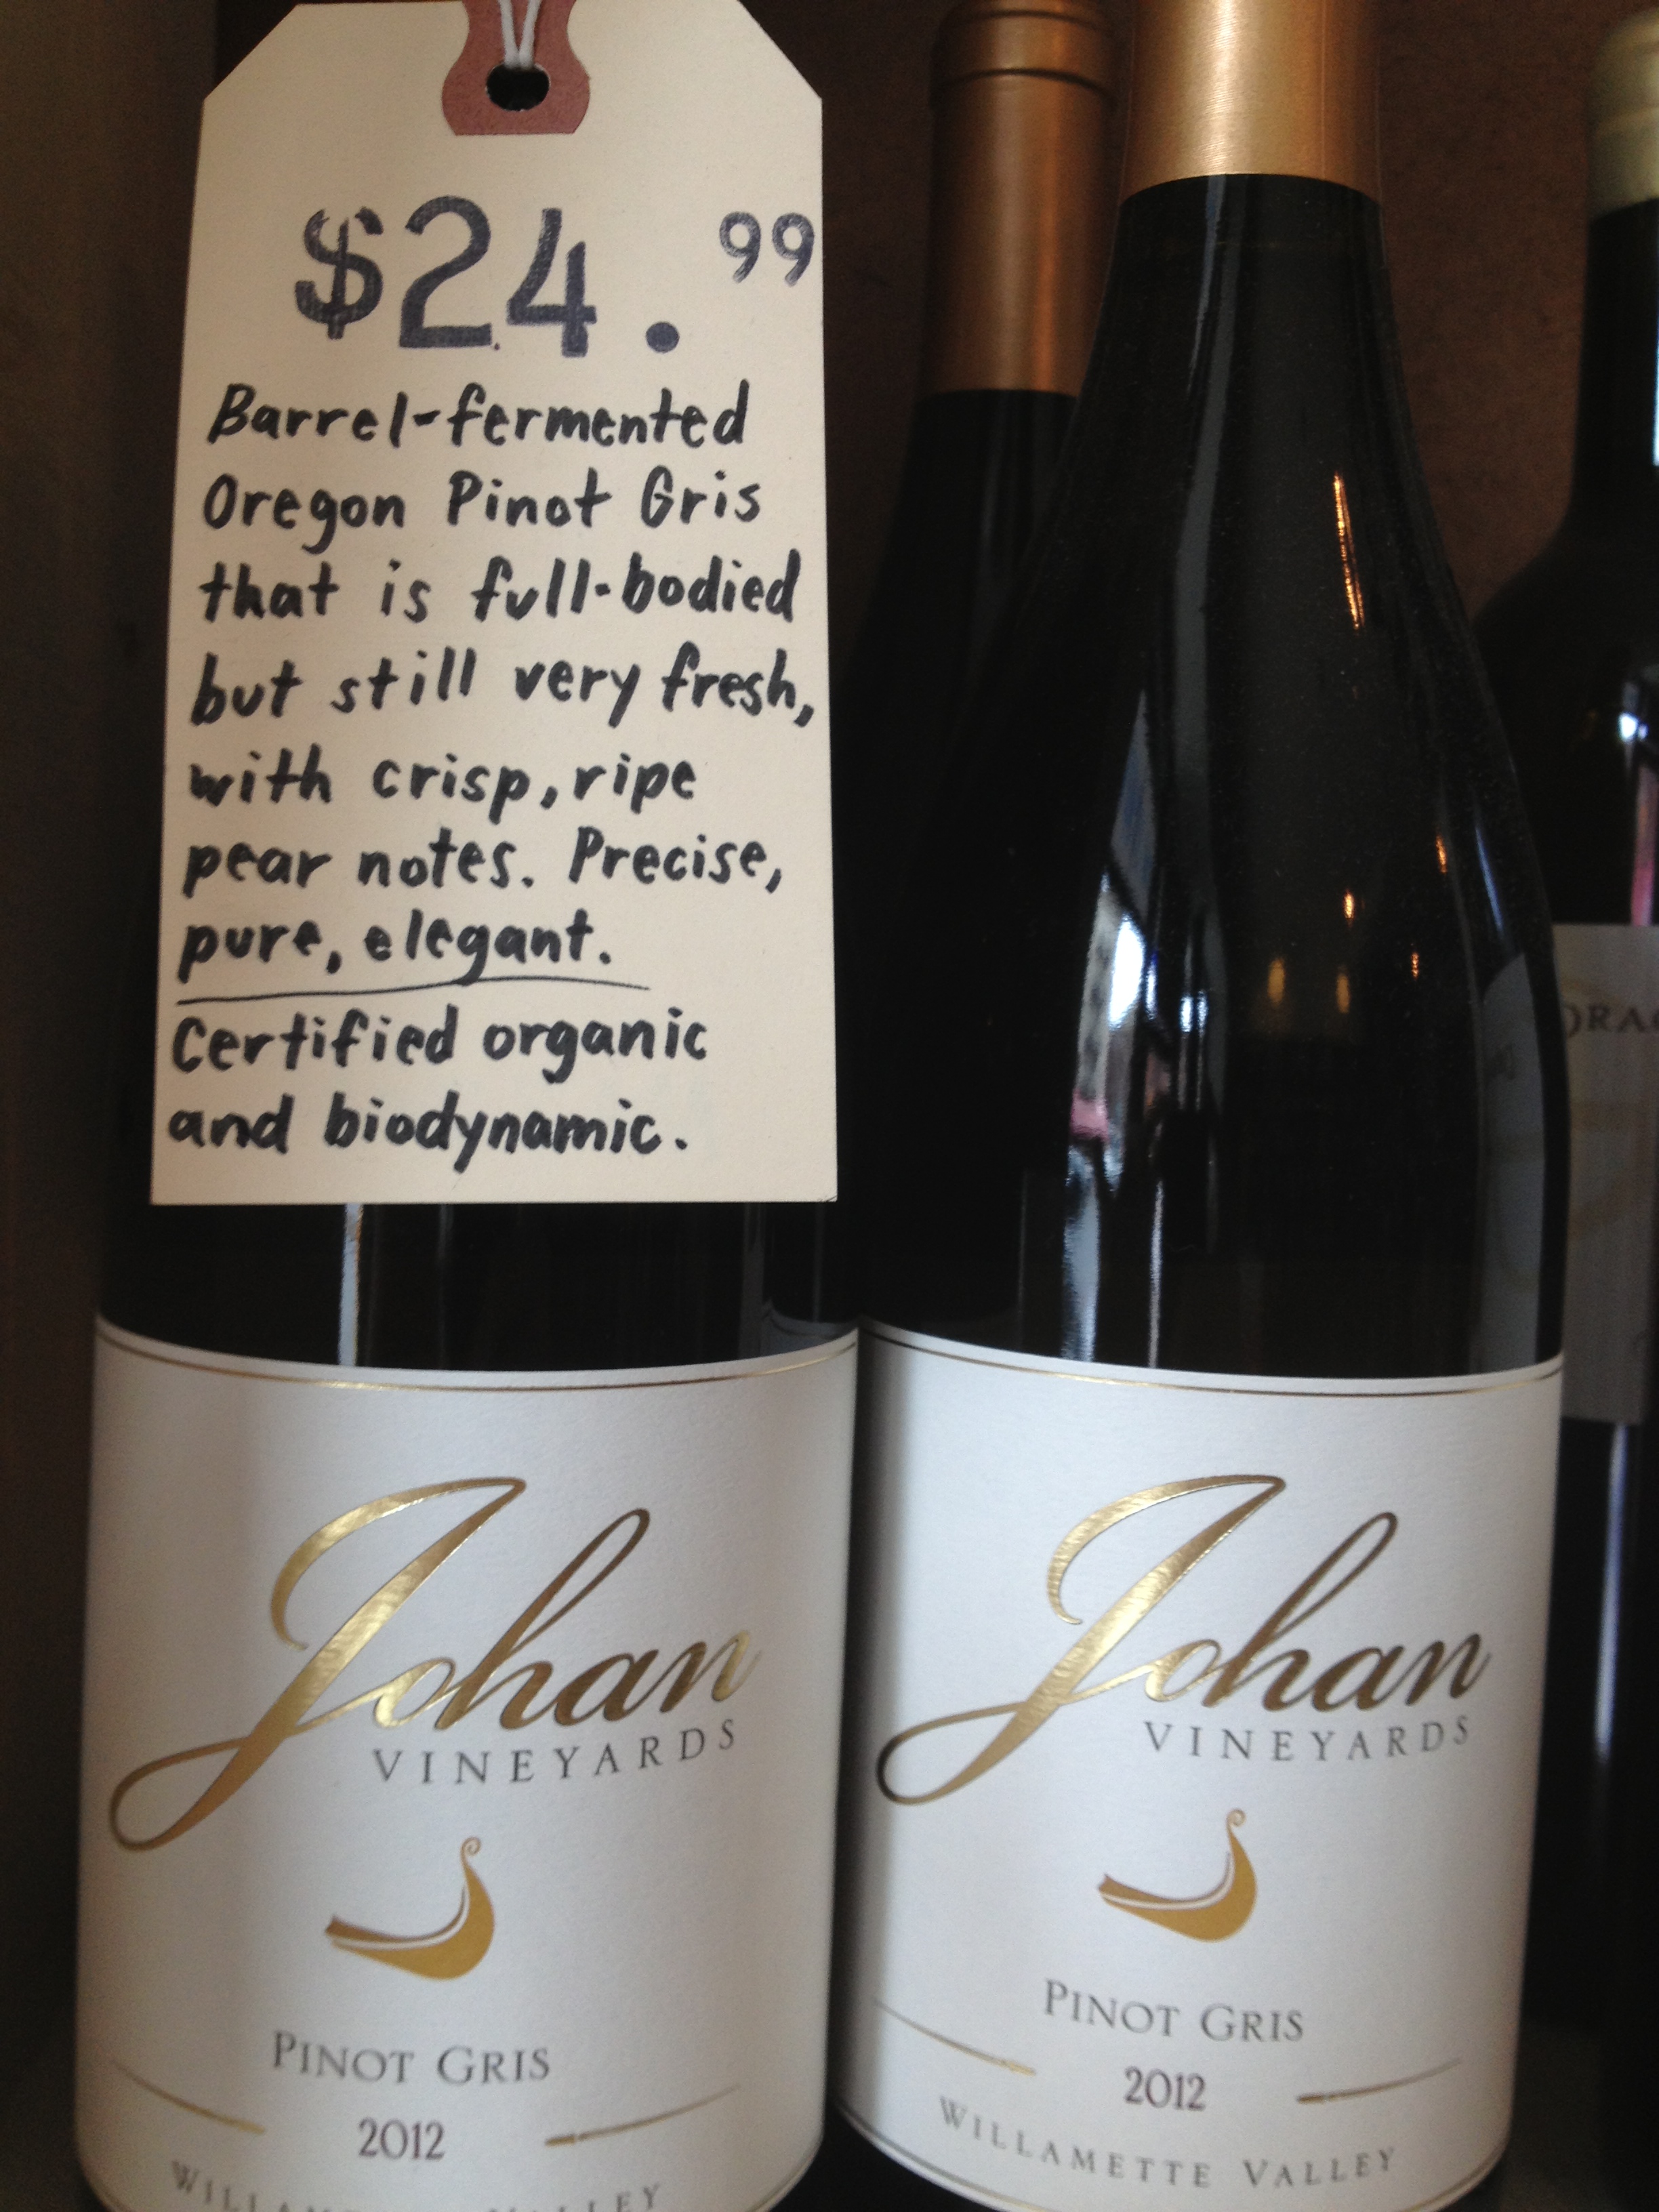 $24.99
Barrel-fermented
Oregon Pinot Gris
that is full-bodied
but still very fresh,
with crisp, ripe
pear notes. Precise,
pure, elegant.
Certified organic
and biodynamic.
Johan
VINEYARDS
PINOT GRIS
2012
WILLAMETTE VALLEY
Johan
VINEYARDS
PINOT GRIS
2012
WILLAMETTE VALLEY